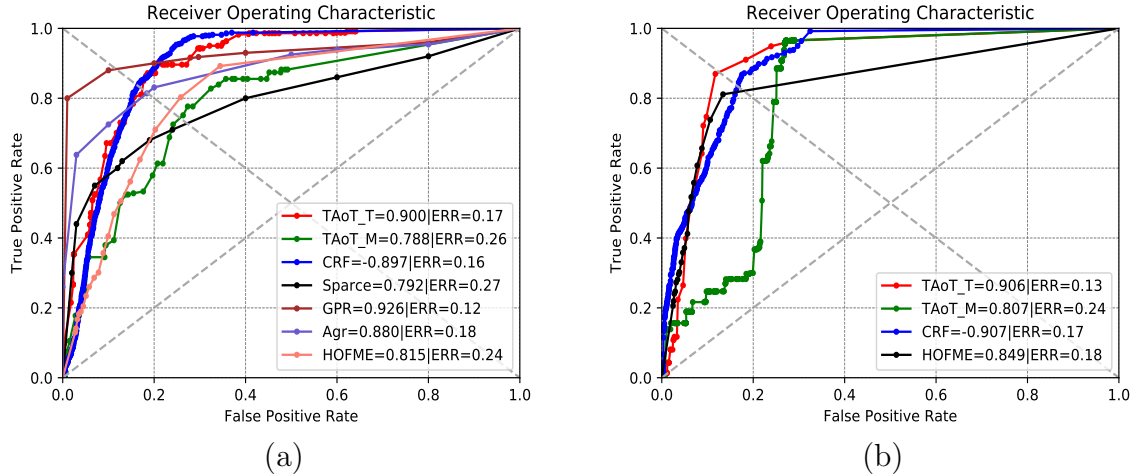 Receiver Operating Characteristic
1.0
0.8
0.6
0.4
0.2
0.0
True Positive Rate
0.0 0.2 0.4 0.6 0.8 1.0
False Positive Rate
TAoT_T=0.900|ERR=0.17
TAoT_M=0.788|ERR=0.26
CRF=-0.897|ERR=0.16
Sparce=0.792|ERR=0.27
GPR=0.926|ERR=0.12
Agr=0.880|ERR=0.18
HOFME=0.815|ERR=0.24
(a)
Receiver Operating Characteristic
1.0
0.8
0.6
0.4
0.2
0.0
True Positive Rate
0.0 0.2 0.4 0.6 0.8 1.0
False Positive Rate
TAoT_T=0.906|ERR=0.13
TAoT_M=0.807|ERR=0.24
CRF=-0.907|ERR=0.17
HOFME=0.849|ERR=0.18
(b)